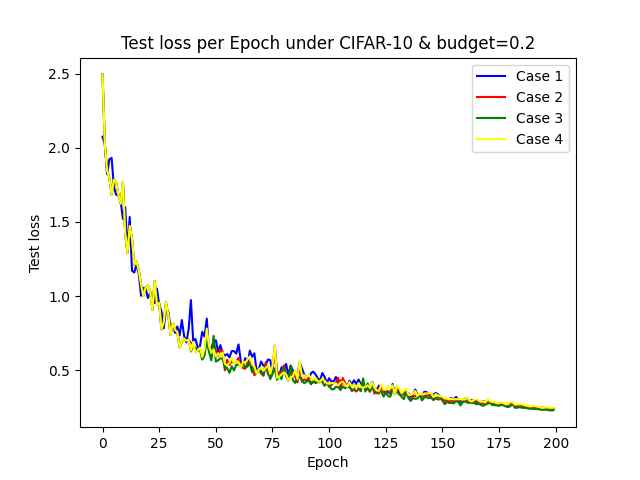 Test loss per Epoch under CIFAR-10 & budget=0.2
Case 1
Case 2
Case 3
Case 4
2.5
2.0
1.5
1.0
0.5
Test loss
0 25 50 75 100 125 150 175 200
Epoch